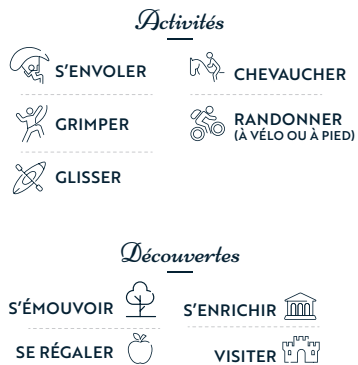 Activités
S'ENVOLER
CHEVAUCHER
GRIMPER
RANDONNER
(À VÉLO OU À PIED)
GLISSER
Découvertes
S'ÉMOUVOIR
S'ENRICHIR
SE RÉGALER
VISITER